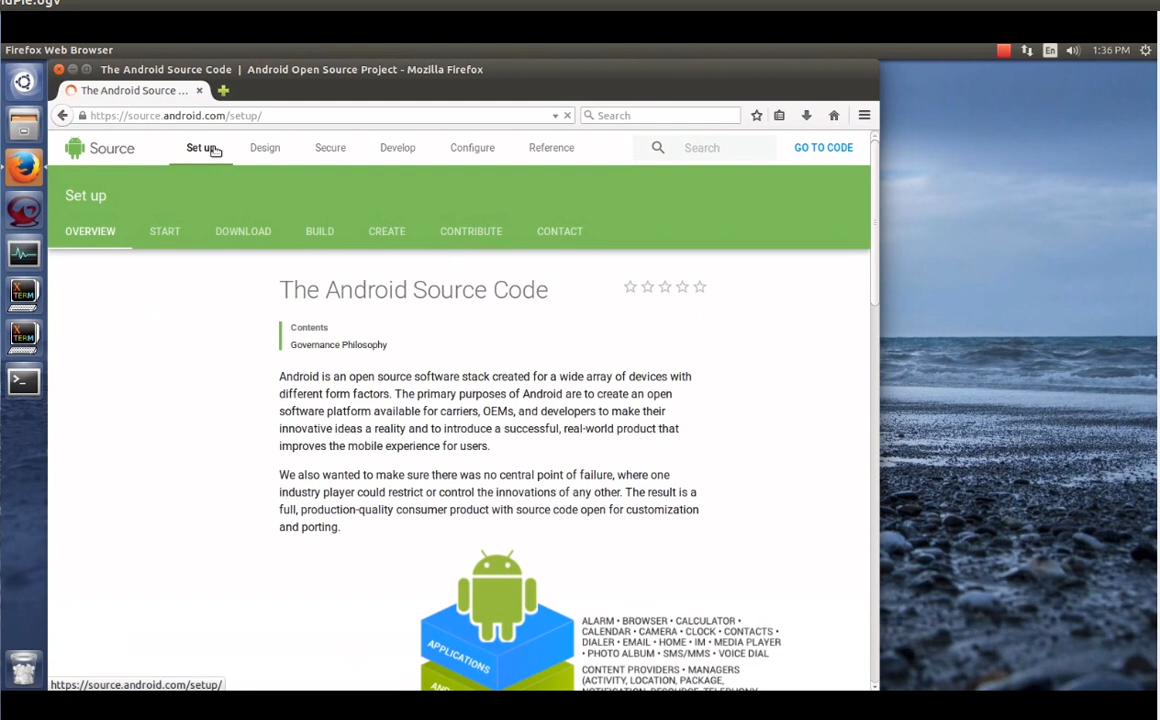 Firefox Web Browser
En
1:36 PM
The Android Source Code | Android Open Source Project - Mozilla Firefox
The Android Source ...
https://source.android.com/setup/
Search
Source
Set up
Design
Secure
Develop
Configure
Reference
Search
GO TO CODE
Set up
OVERVIEW
START
DOWNLOAD
BUILD
CREATE
CONTRIBUTE
CONTACT
The Android Source Code
Contents
Governance Philosophy
Android is an open source software stack created for a wide array of devices with
different form factors. The primary purposes of Android are to create an open
software platform available for carriers, OEMs, and developers to make their
innovative ideas a reality and to introduce a successful, real-world product that
improves the mobile experience for users.
We also wanted to make sure there was no central point of failure, where one
industry player could restrict or control the innovations of any other. The result is a
full, production-quality consumer product with source code open for customization
and porting.
APPLICATIONS
ALARM • BROWSER • CALCULATOR •
CALENDAR • CAMERA • CLOCK • CONTACTS •
DIALER • EMAIL • HOME • IM • MEDIA PLAYER
• PHOTO ALBUM • SMS/MMS • VOICE DIAL
CONTENT PROVIDERS • MANAGERS
(ACTIVITY, LOCATION, PACKAGE,
X
TERM
X
TERM
https://source.android.com/setup/